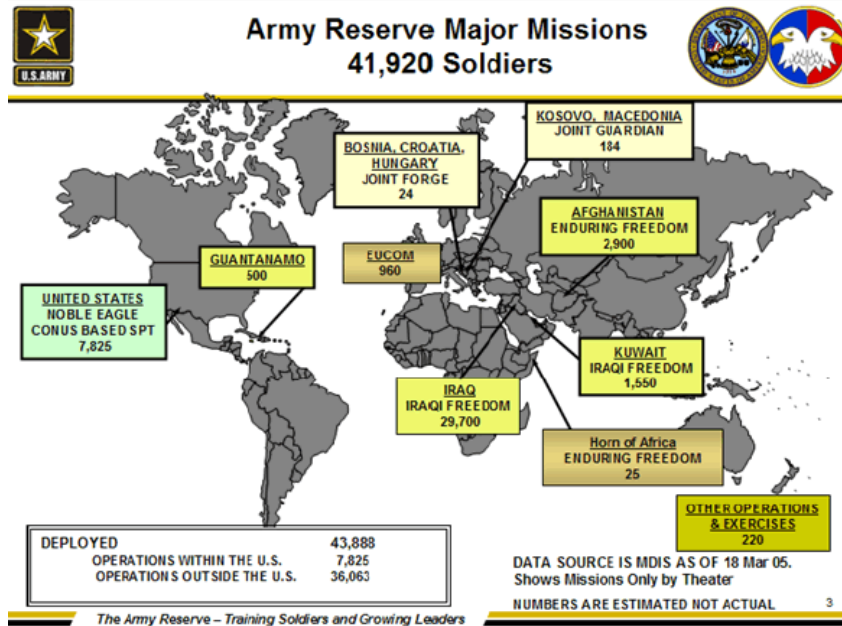 U.S.ARMY
Army Reserve Major Missions
41,920 Soldiers
KOSOVO, MACEDONIA
JOINT GUARDIAN
184
BOSNIA, CROATIA,
HUNGARY
JOINT FORGE
24
AFGHANISTAN
ENDURING FREEDOM
2,900
GUANTANAMO
500
EUCOM
960
UNITED STATES
NOBLE EAGLE
CONUS BASED SPT
7,825
KUWAIT
IRAQI FREEDOM
1,550
IRAQ
IRAQI FREEDOM
29,700
Horn of Africa
ENDURING FREEDOM
25
OTHER OPERATIONS
& EXERCISES
220
DEPLOYED 43,888
OPERATIONS WITHIN THE U.S. 7,825
OPERATIONS OUTSIDE THE U.S. 36,063
DATA SOURCE IS MDIS AS OF 18 Mar 05.
Shows Missions Only by Theater
NUMBERS ARE ESTIMATED NOT ACTUAL 3
The Army Reserve – Training Soldiers and Growing Leaders